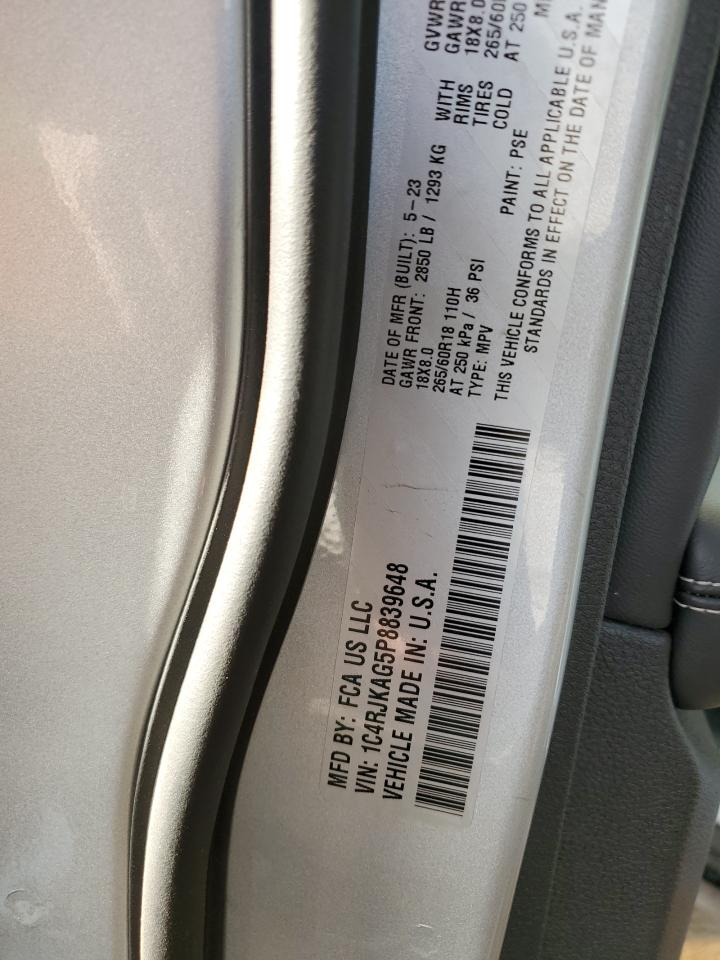 MFD BY: FCA US LLC
VIN: 1C4RJKAG5P8839648
VEHICLE MADE IN: U.S.A.
DATE OF MFR (BUILT): 5-23 GVWR
GAWR FRONT: 2850 LB / 1293 KG WITH GAWR
18X8.0 RIMS 18X8.0
265/60R18 110H TIRES 265/60
AT 250 kPa / 36 PSI COLD AT 250
TYPE: MPV PAINT: PSE
THIS VEHICLE CONFORMS TO ALL APPLICABLE U.S.A.
STANDARDS IN EFFECT ON THE DATE OF MAN